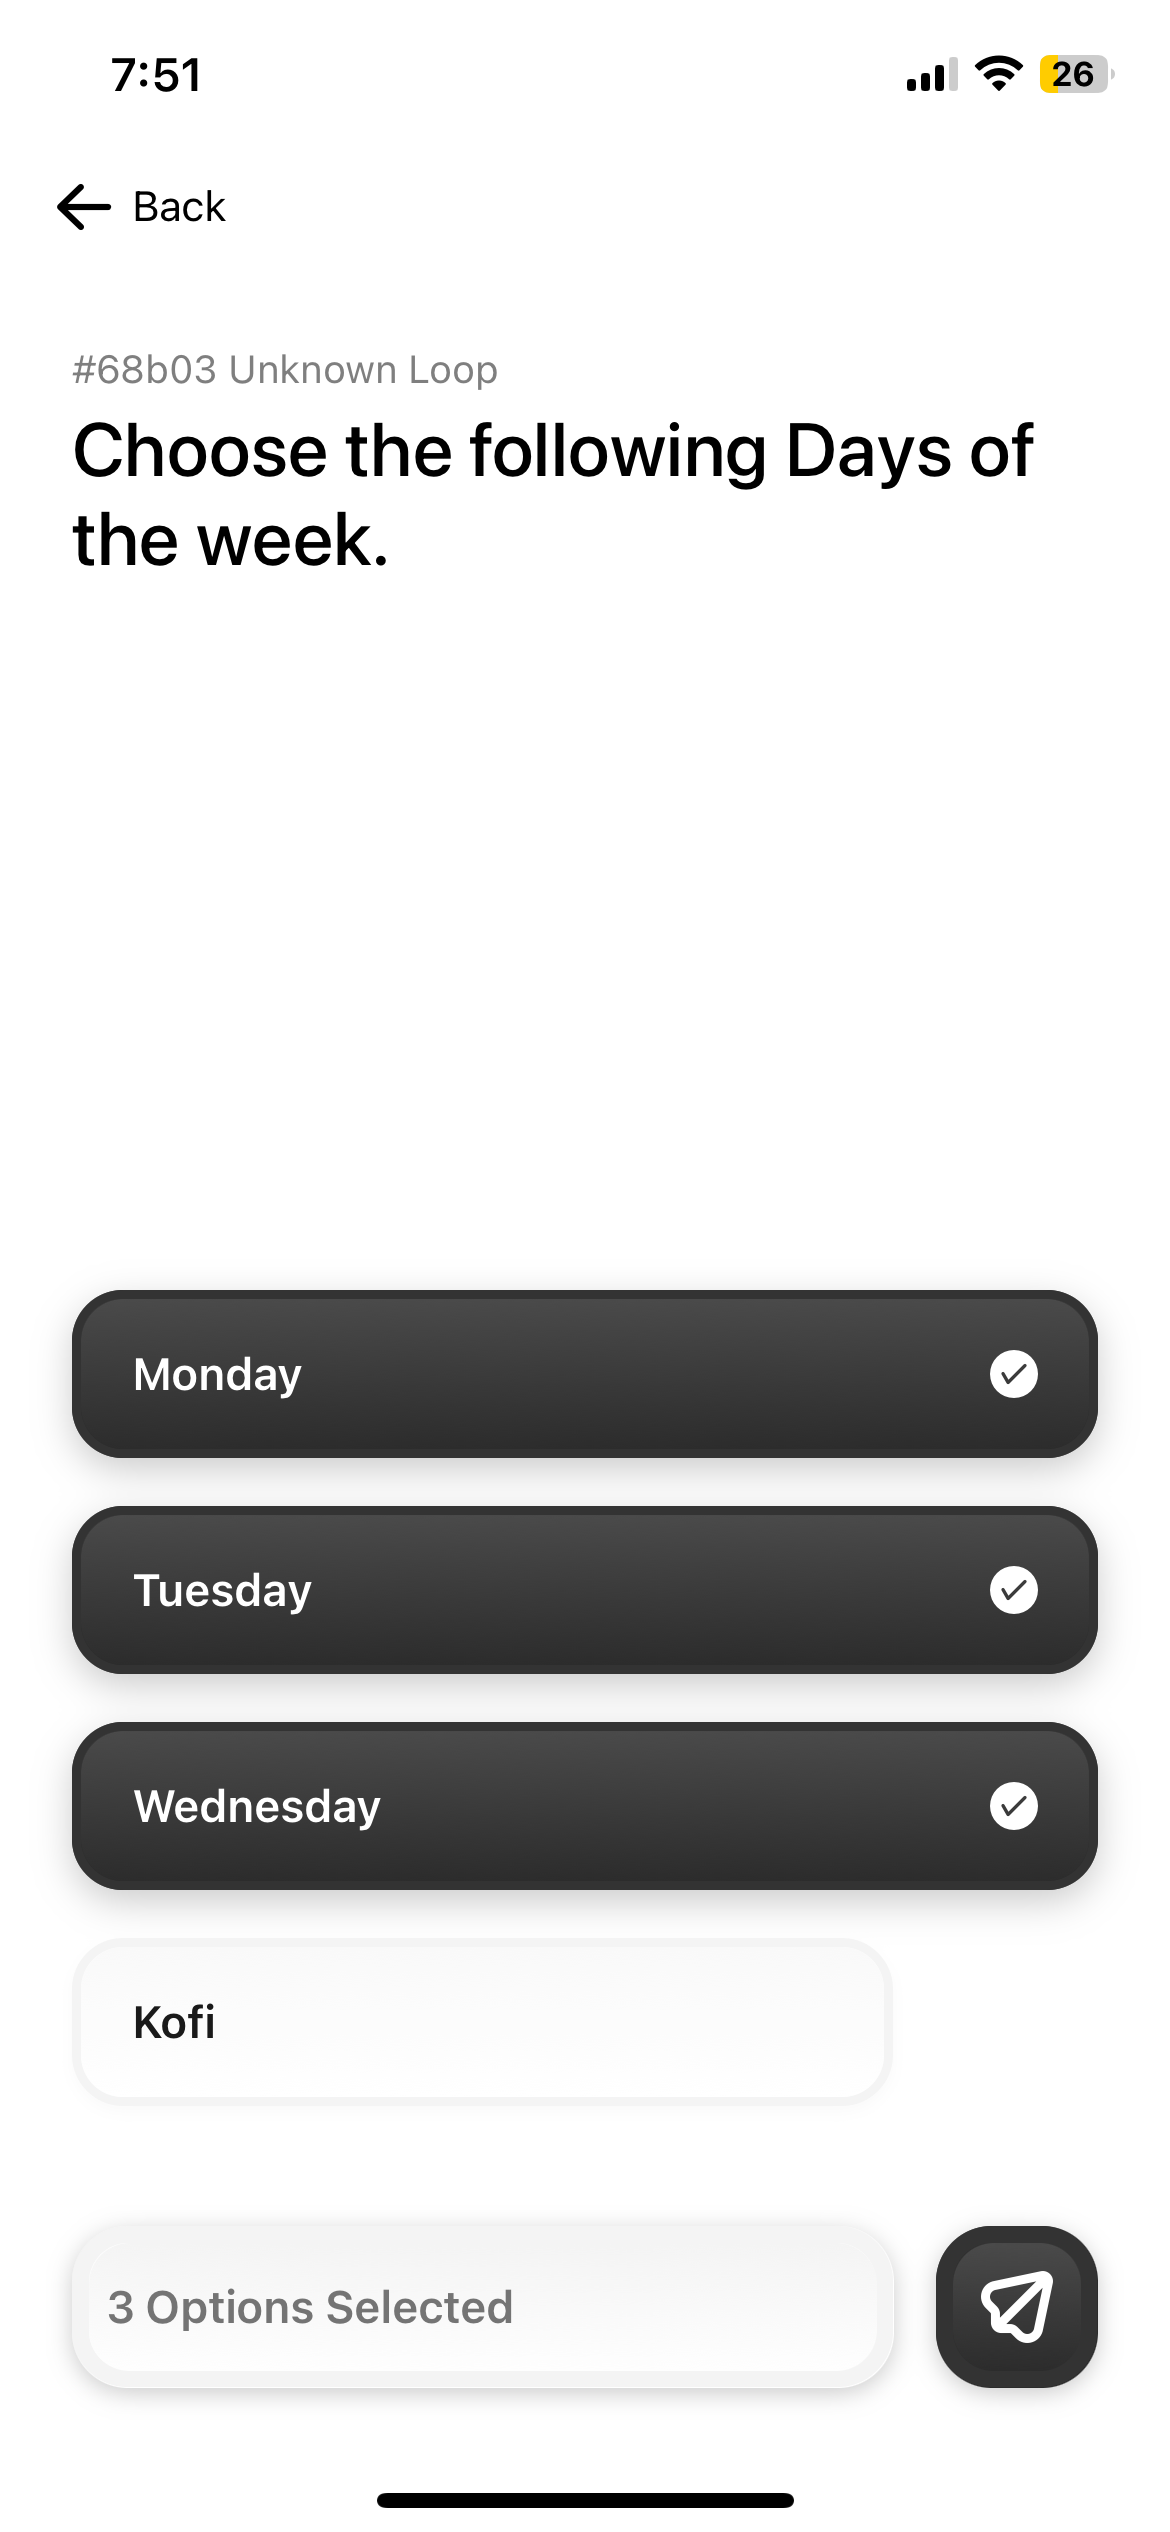 7:51
26
Back
#68b03 Unknown Loop
Choose the following Days of
the week.
Monday
Tuesday
Wednesday
Kofi
3 Options Selected